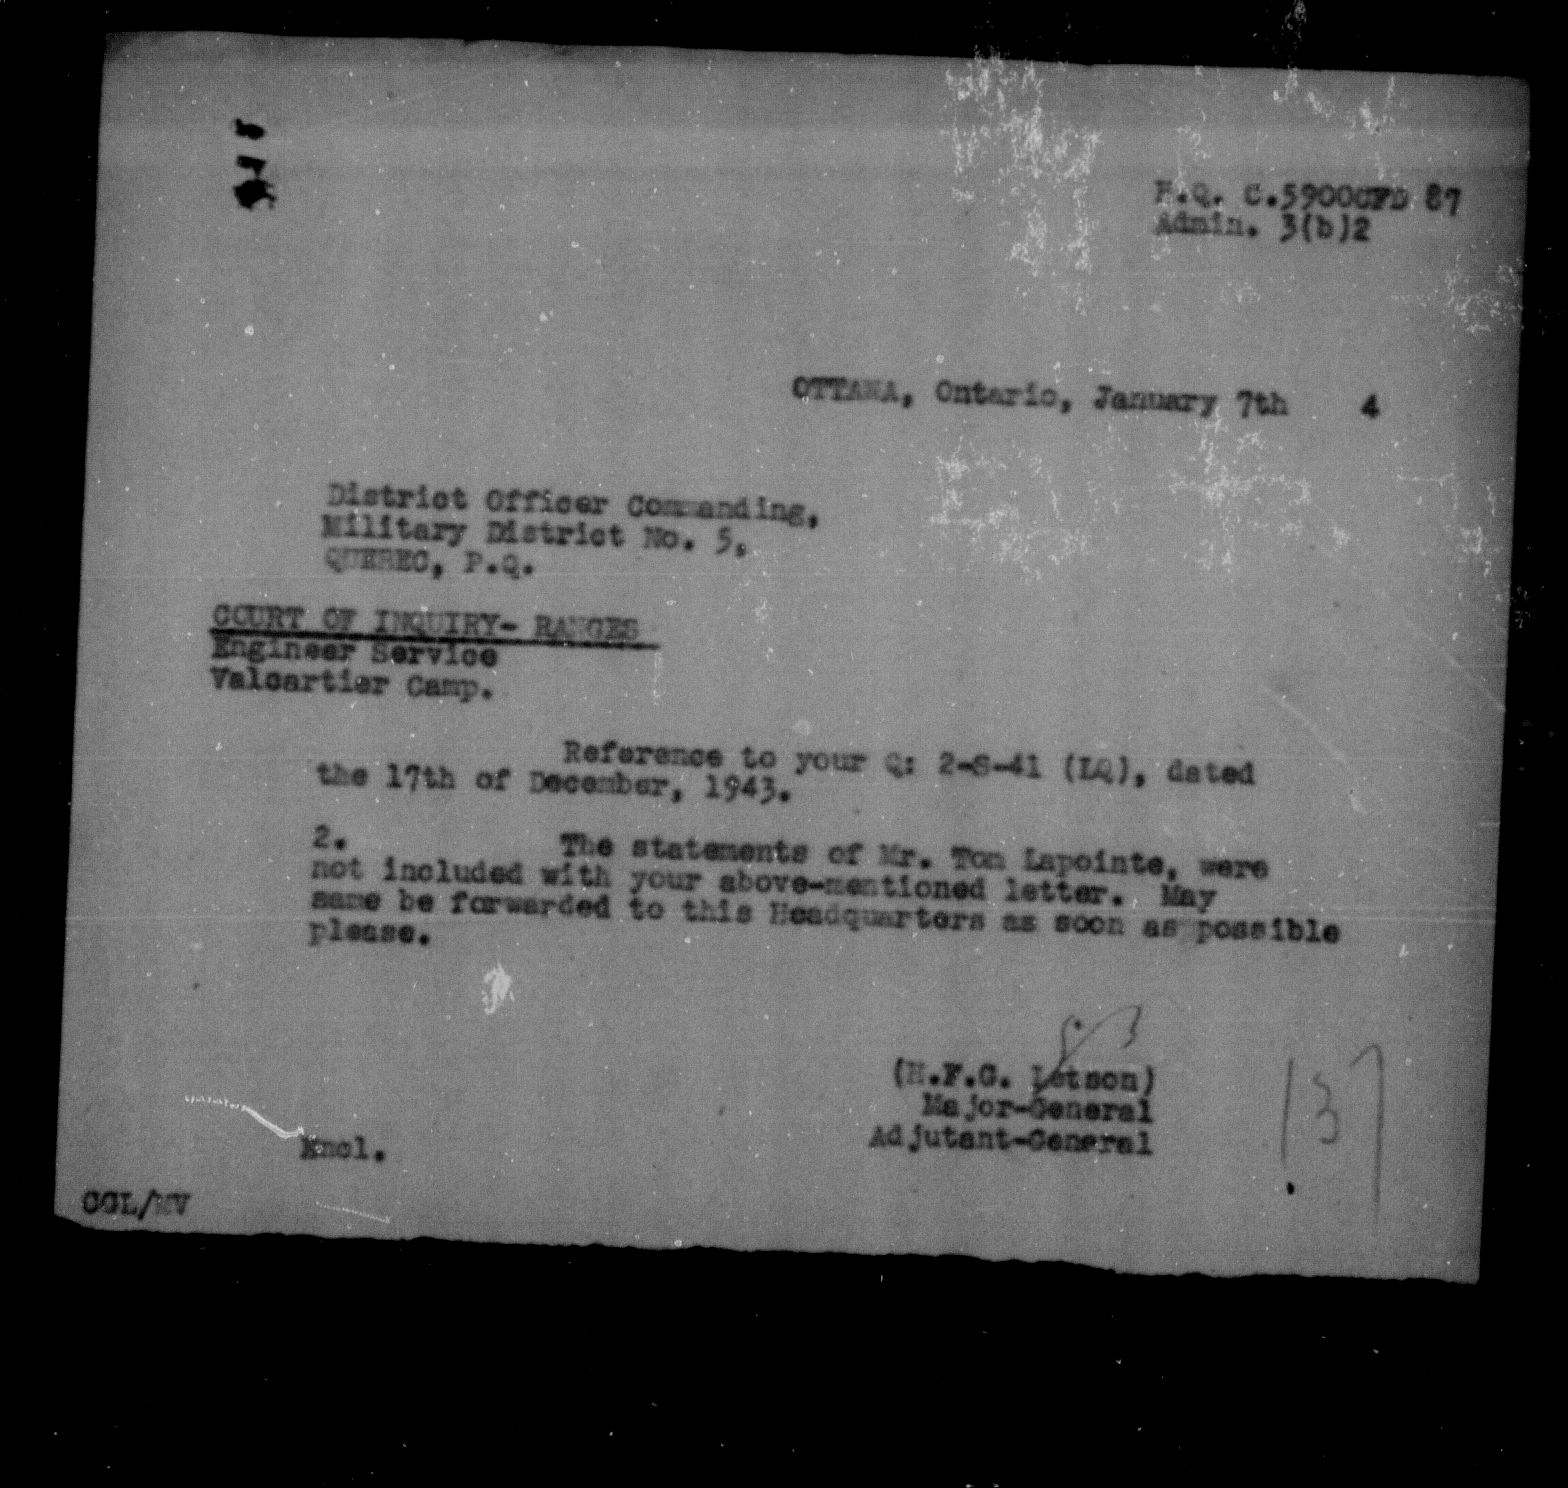 H.Q. C.5900GFD 87
Admin. 3(b)2
OTTAWA, Ontario, January 7th 4
District Officer Commanding,
Military District No. 5,
QUEBEC, P.Q.
COURT OF INQUIRY- RANGES
Engineer Service
Valcartier Camp.
Reference to your Q: 2-S-41 (LQ), dated
the 17th of December, 1943.
2. The statements of Mr. Tom Lapointe, were
not included with your above-mentioned letter. May
same be forwarded to this Headquarters as soon as possible
please.
(H.F.G. Letson)
Major-General
Adjutant-General
137
Encl.
CGL/MV